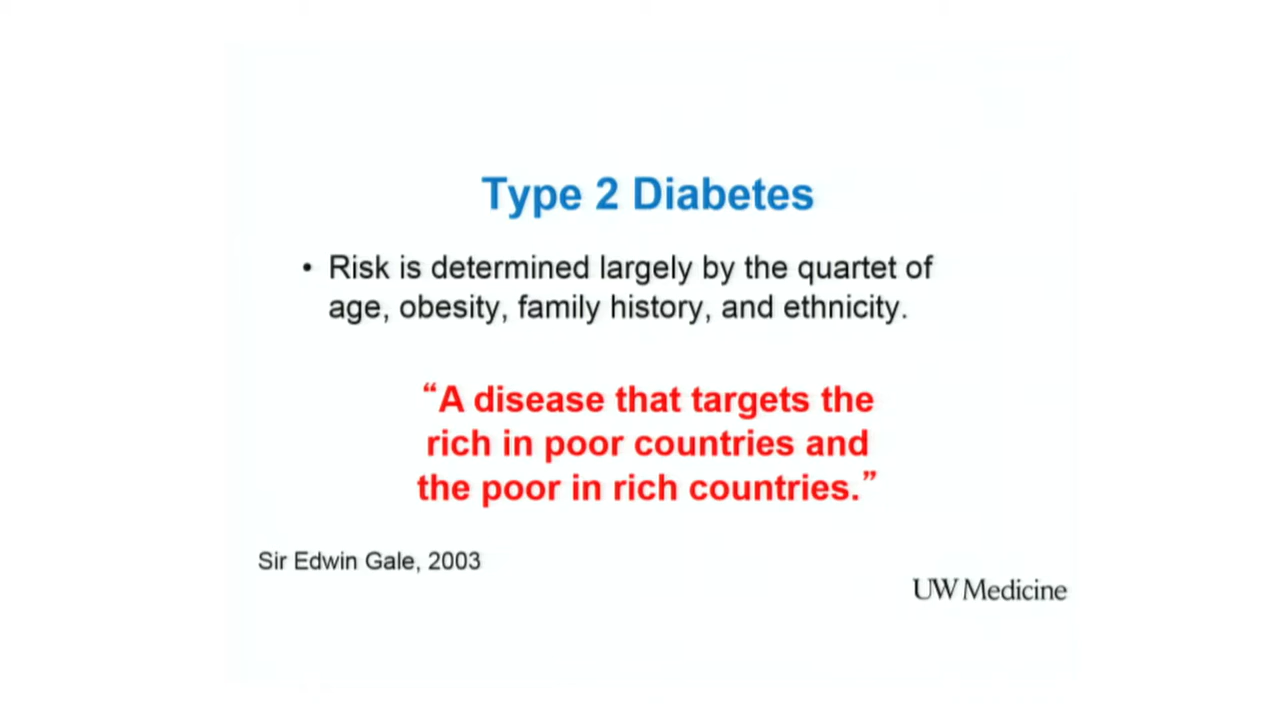 Type 2 Diabetes
• Risk is determined largely by the quartet of
age, obesity, family history, and ethnicity.
“A disease that targets the
rich in poor countries and
the poor in rich countries.”
Sir Edwin Gale, 2003
UW Medicine